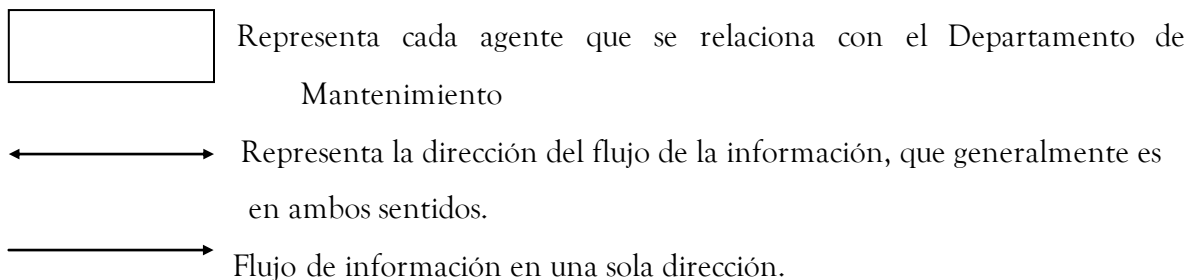 Representa cada agente que se relaciona con el Departamento de
Mantenimiento
Representa la dirección del flujo de la información, que generalmente es
en ambos sentidos.
Flujo de información en una sola dirección.